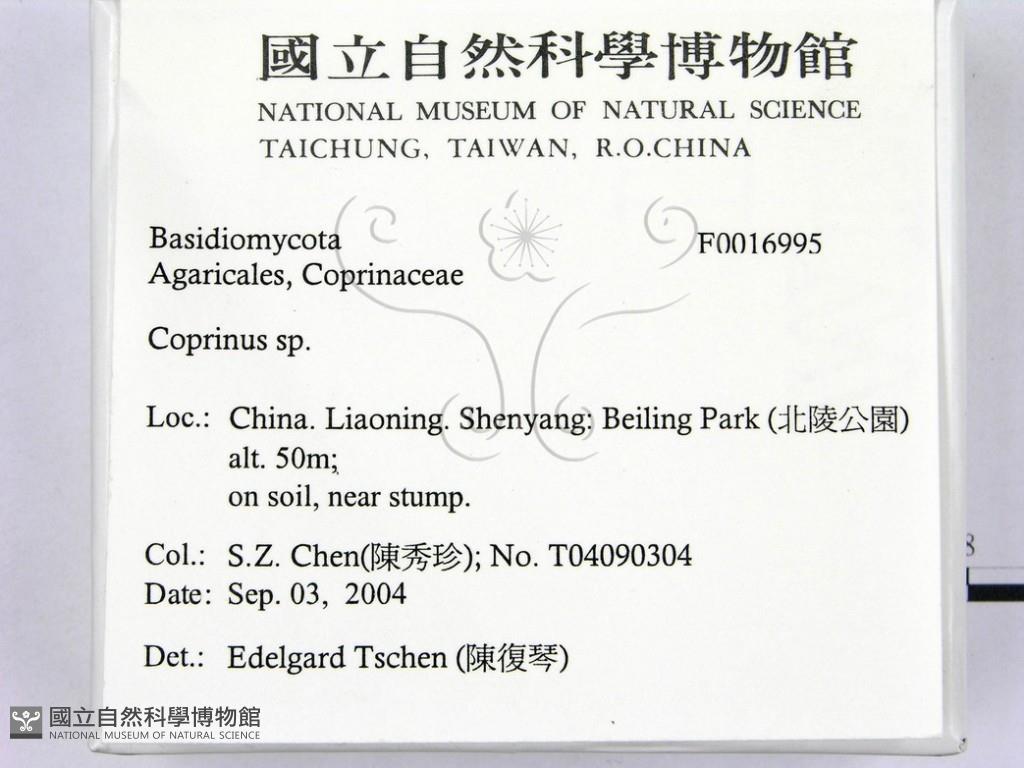 國立自然科學博物館
NATIONAL MUSEUM OF NATURAL SCIENCE
TAICHUNG, TAIWAN, R.O.CHINA
Basidiomycota F0016995
Agaricales, Coprinaceae
Coprinus sp.
Loc.: China. Liaoning. Shenyang: Beiling Park (北陵公園)
alt. 50m;
on soil, near stump.
Col.: S.Z. Chen(陳秀珍); No. T04090304
Date: Sep. 03, 2004
Det.: Edelgard Tschen (陳復琴)
8
國立自然科學博物館
NATIONAL MUSEUM OF NATURAL SCIENCE